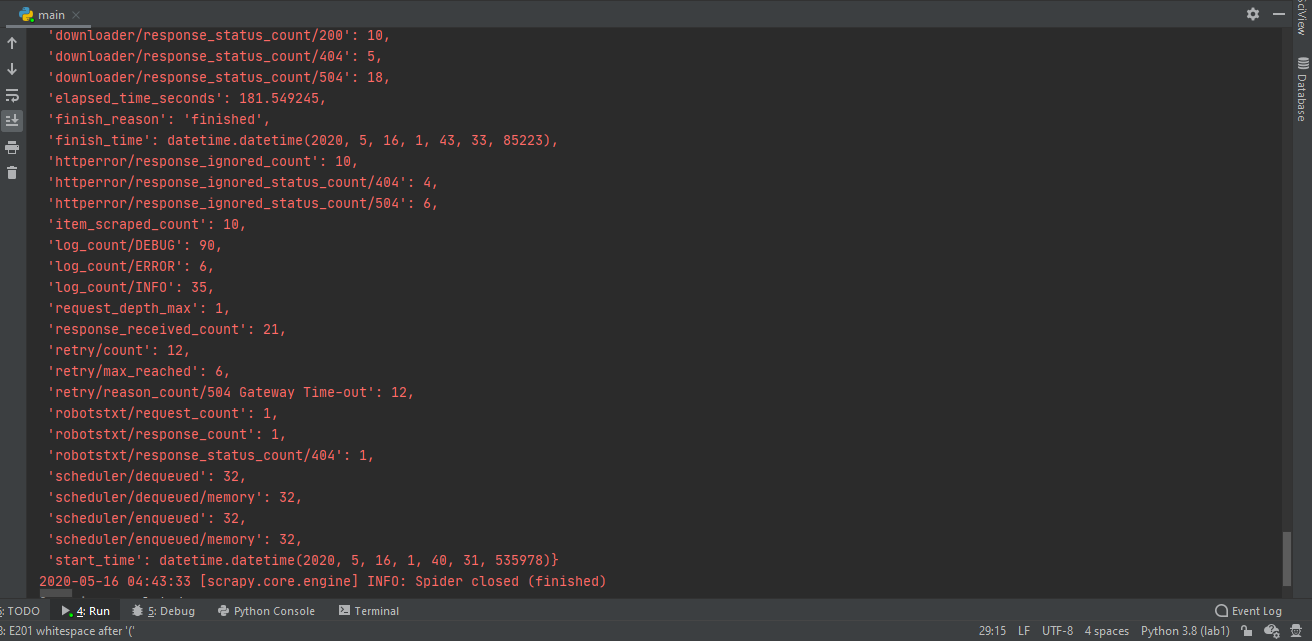 main
'downloader/response_status_count/200': 10,
'downloader/response_status_count/404': 5,
'downloader/response_status_count/504': 18,
'elapsed_time_seconds': 181.549245,
'finish_reason': 'finished',
'finish_time': datetime.datetime(2020, 5, 16, 1, 43, 33, 85223),
'httperror/response_ignored_count': 10,
'httperror/response_ignored_status_count/404': 4,
'httperror/response_ignored_status_count/504': 6,
'item_scraped_count': 10,
'log_count/DEBUG': 90,
'log_count/ERROR': 6,
'log_count/INFO': 35,
'request_depth_max': 1,
'response_received_count': 21,
'retry/count': 12,
'retry/max_reached': 6,
'retry/reason_count/504 Gateway Time-out': 12,
'robotstxt/request_count': 1,
'robotstxt/response_count': 1,
'robotstxt/response_status_count/404': 1,
'scheduler/dequeued': 32,
'scheduler/dequeued/memory': 32,
'scheduler/enqueued': 32,
'scheduler/enqueued/memory': 32,
'start_time': datetime.datetime(2020, 5, 16, 1, 40, 31, 535978)}
2020-05-16 04:43:33 [scrapy.core.engine] INFO: Spider closed (finished)
SciView
Database
TODO 4: Run 5: Debug Python Console Terminal Event Log
E201 whitespace after '(' 29:15 LF UTF-8 4 spaces Python 3.8 (lab1)